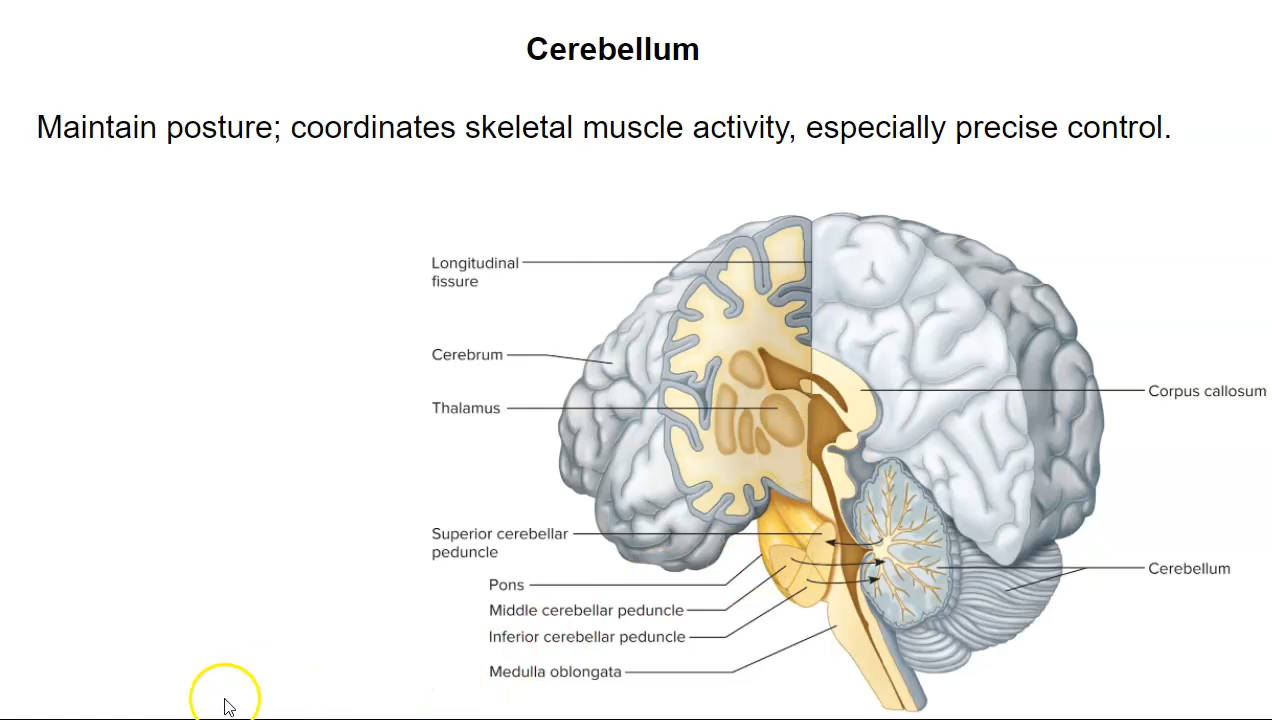 Cerebellum
Maintain posture; coordinates skeletal muscle activity, especially precise control.
Longitudinal
fissure
Cerebrum
Thalamus
Corpus callosum
Superior cerebellar
peduncle
Pons
Middle cerebellar peduncle
Inferior cerebellar peduncle
Medulla oblongata
Cerebellum